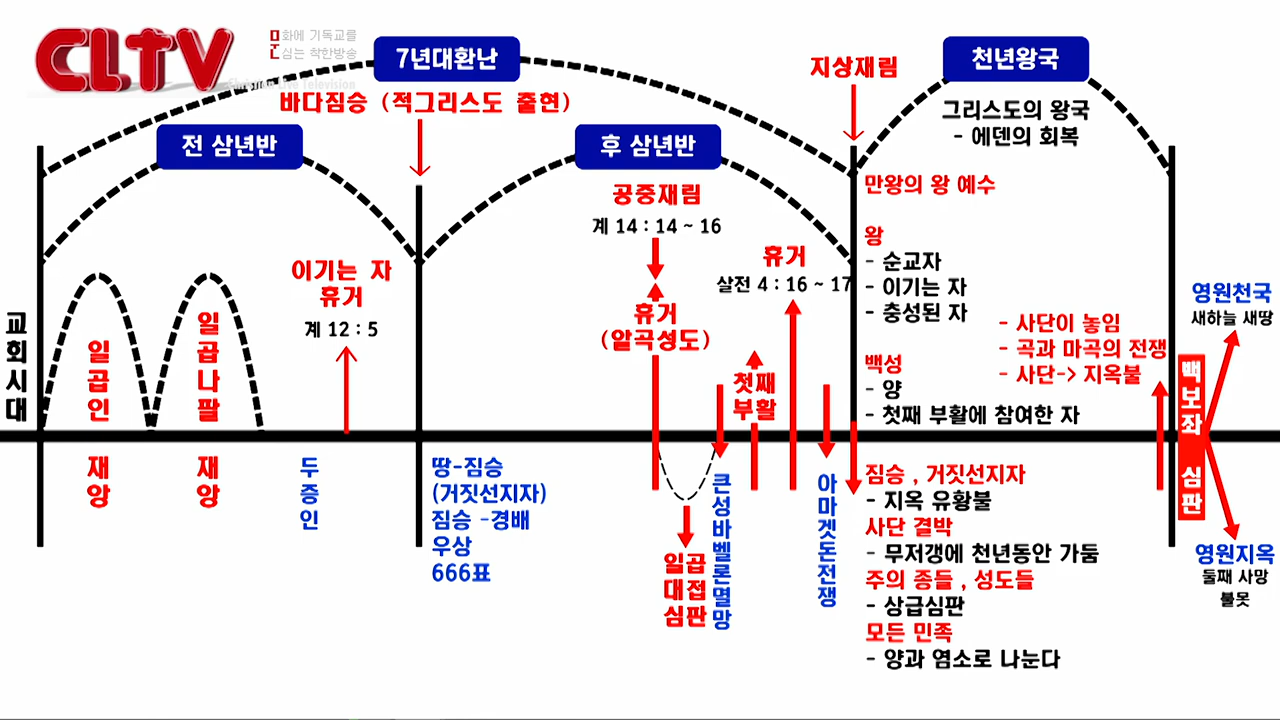 CLTV
문화에 기독교를
심는 착한방송
Christian Live Television
7년대환난
천년왕국
지상재림
바다짐승 (적그리스도 출현)
그리스도의 왕국
- 에덴의 회복
전 삼년반
후 삼년반
공중재림
계 14 : 14 ~ 16
만왕의 왕 예수
왕
- 순교자
- 이기는 자
- 충성된 자
백성
- 양
- 첫째 부활에 참여한 자
이기는 자
휴거
계 12 : 5
휴거
살전 4 : 16 ~ 17
휴거
(알곡성도)
첫째
부활
교회시대
일곱인
일곱나팔
- 사단이 놓임
- 곡과 마곡의 전쟁
- 사단-> 지옥불
영원천국
새하늘 새땅
백보좌 심판
재앙
재앙
두증인
땅-짐승
(거짓선지자)
짐승 -경배
우상
666표
일곱
대접
심판
큰성바벨론멸망
아마겟돈전쟁
짐승 , 거짓선지자
- 지옥 유황불
사단 결박
- 무저갱에 천년동안 가둠
주의 종들 , 성도들
- 상급심판
모든 민족
- 양과 염소로 나눈다
영원지옥
둘째 사망
불못